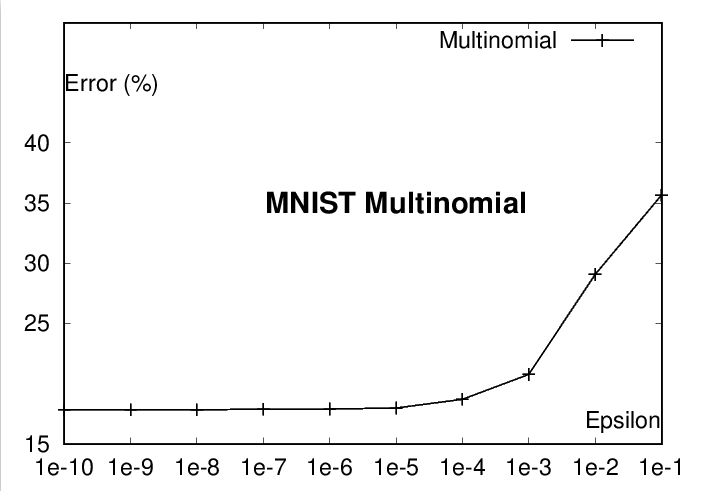 Multinomial
Error (%)
40
MNIST Multinomial
35
30
25
Epsilon
15
1e-10 1e-9 1e-8 1e-7 1e-6 1e-5 1e-4 1e-3 1e-2 1e-1